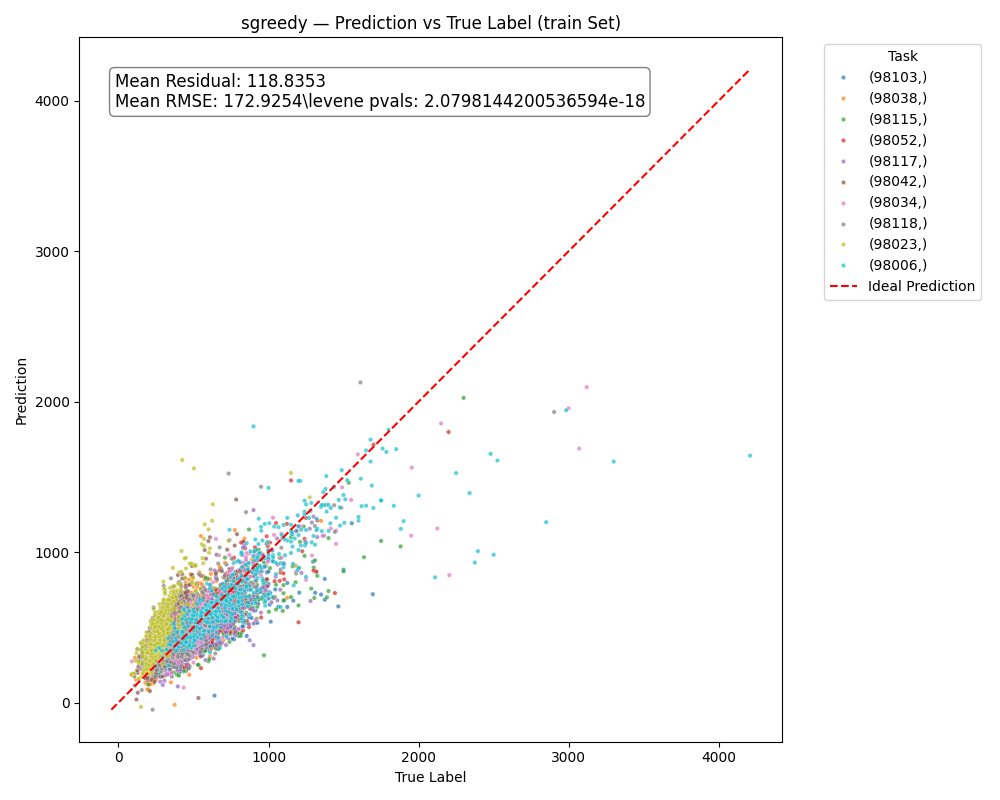 sgreedy — Prediction vs True Label (train Set)
Mean Residual: 118.8353
Mean RMSE: 172.9254\levene pvals: 2.0798144200536594e-18
Task
(98103,)
(98038,)
(98115,)
(98052,)
(98117,)
(98042,)
(98034,)
(98118,)
(98023,)
(98006,)
Ideal Prediction
Prediction
4000
3000
2000
1000
0
0 1000 2000 3000 4000
True Label